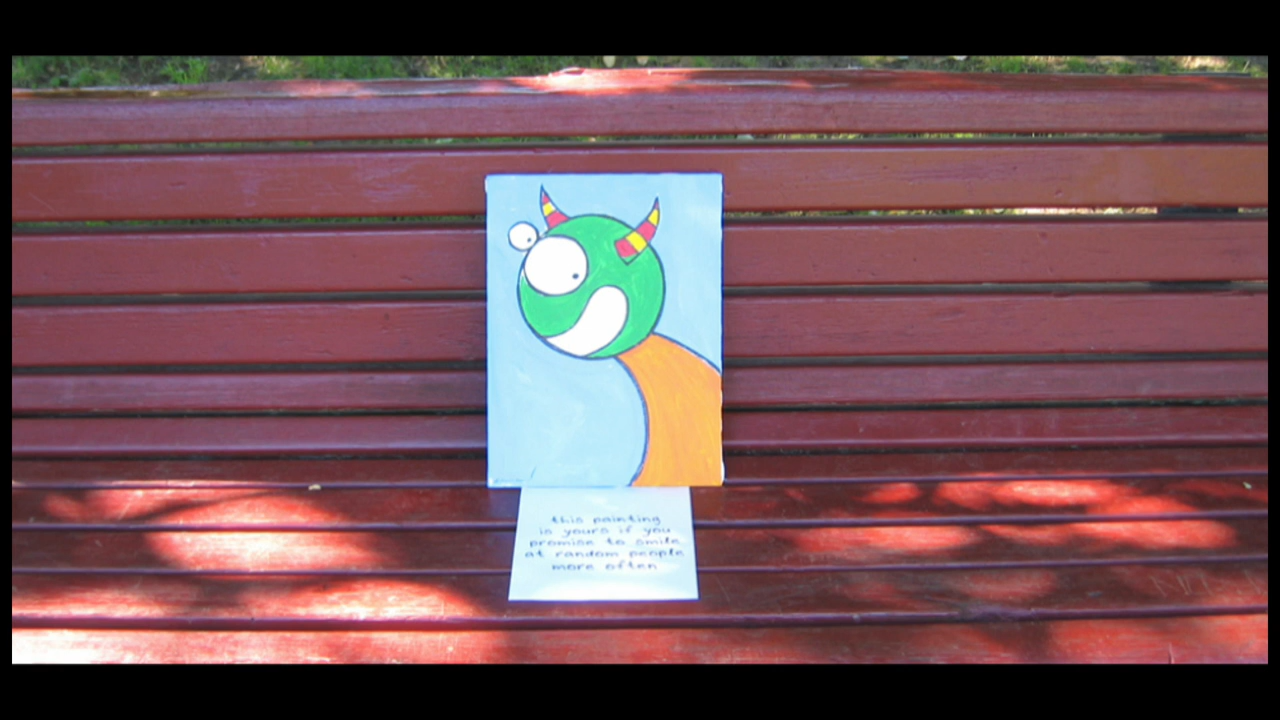 this painting
is yours if you
promise to smile
at random people
more often